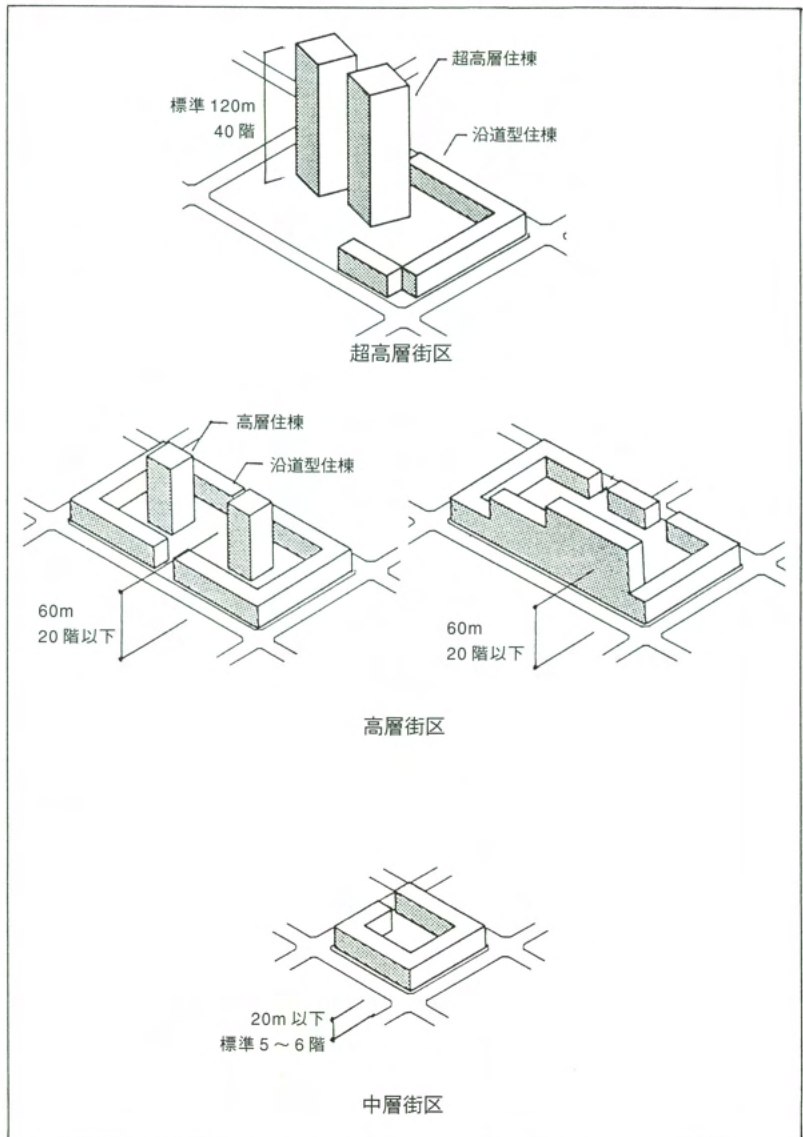 超高層住棟
標準 120m
40 階
沿道型住棟
超高層街区
高層住棟
沿道型住棟
60m
20 階以下
60m
20 階以下
高層街区
20m 以下
標準 5 ～ 6 階
中層街区